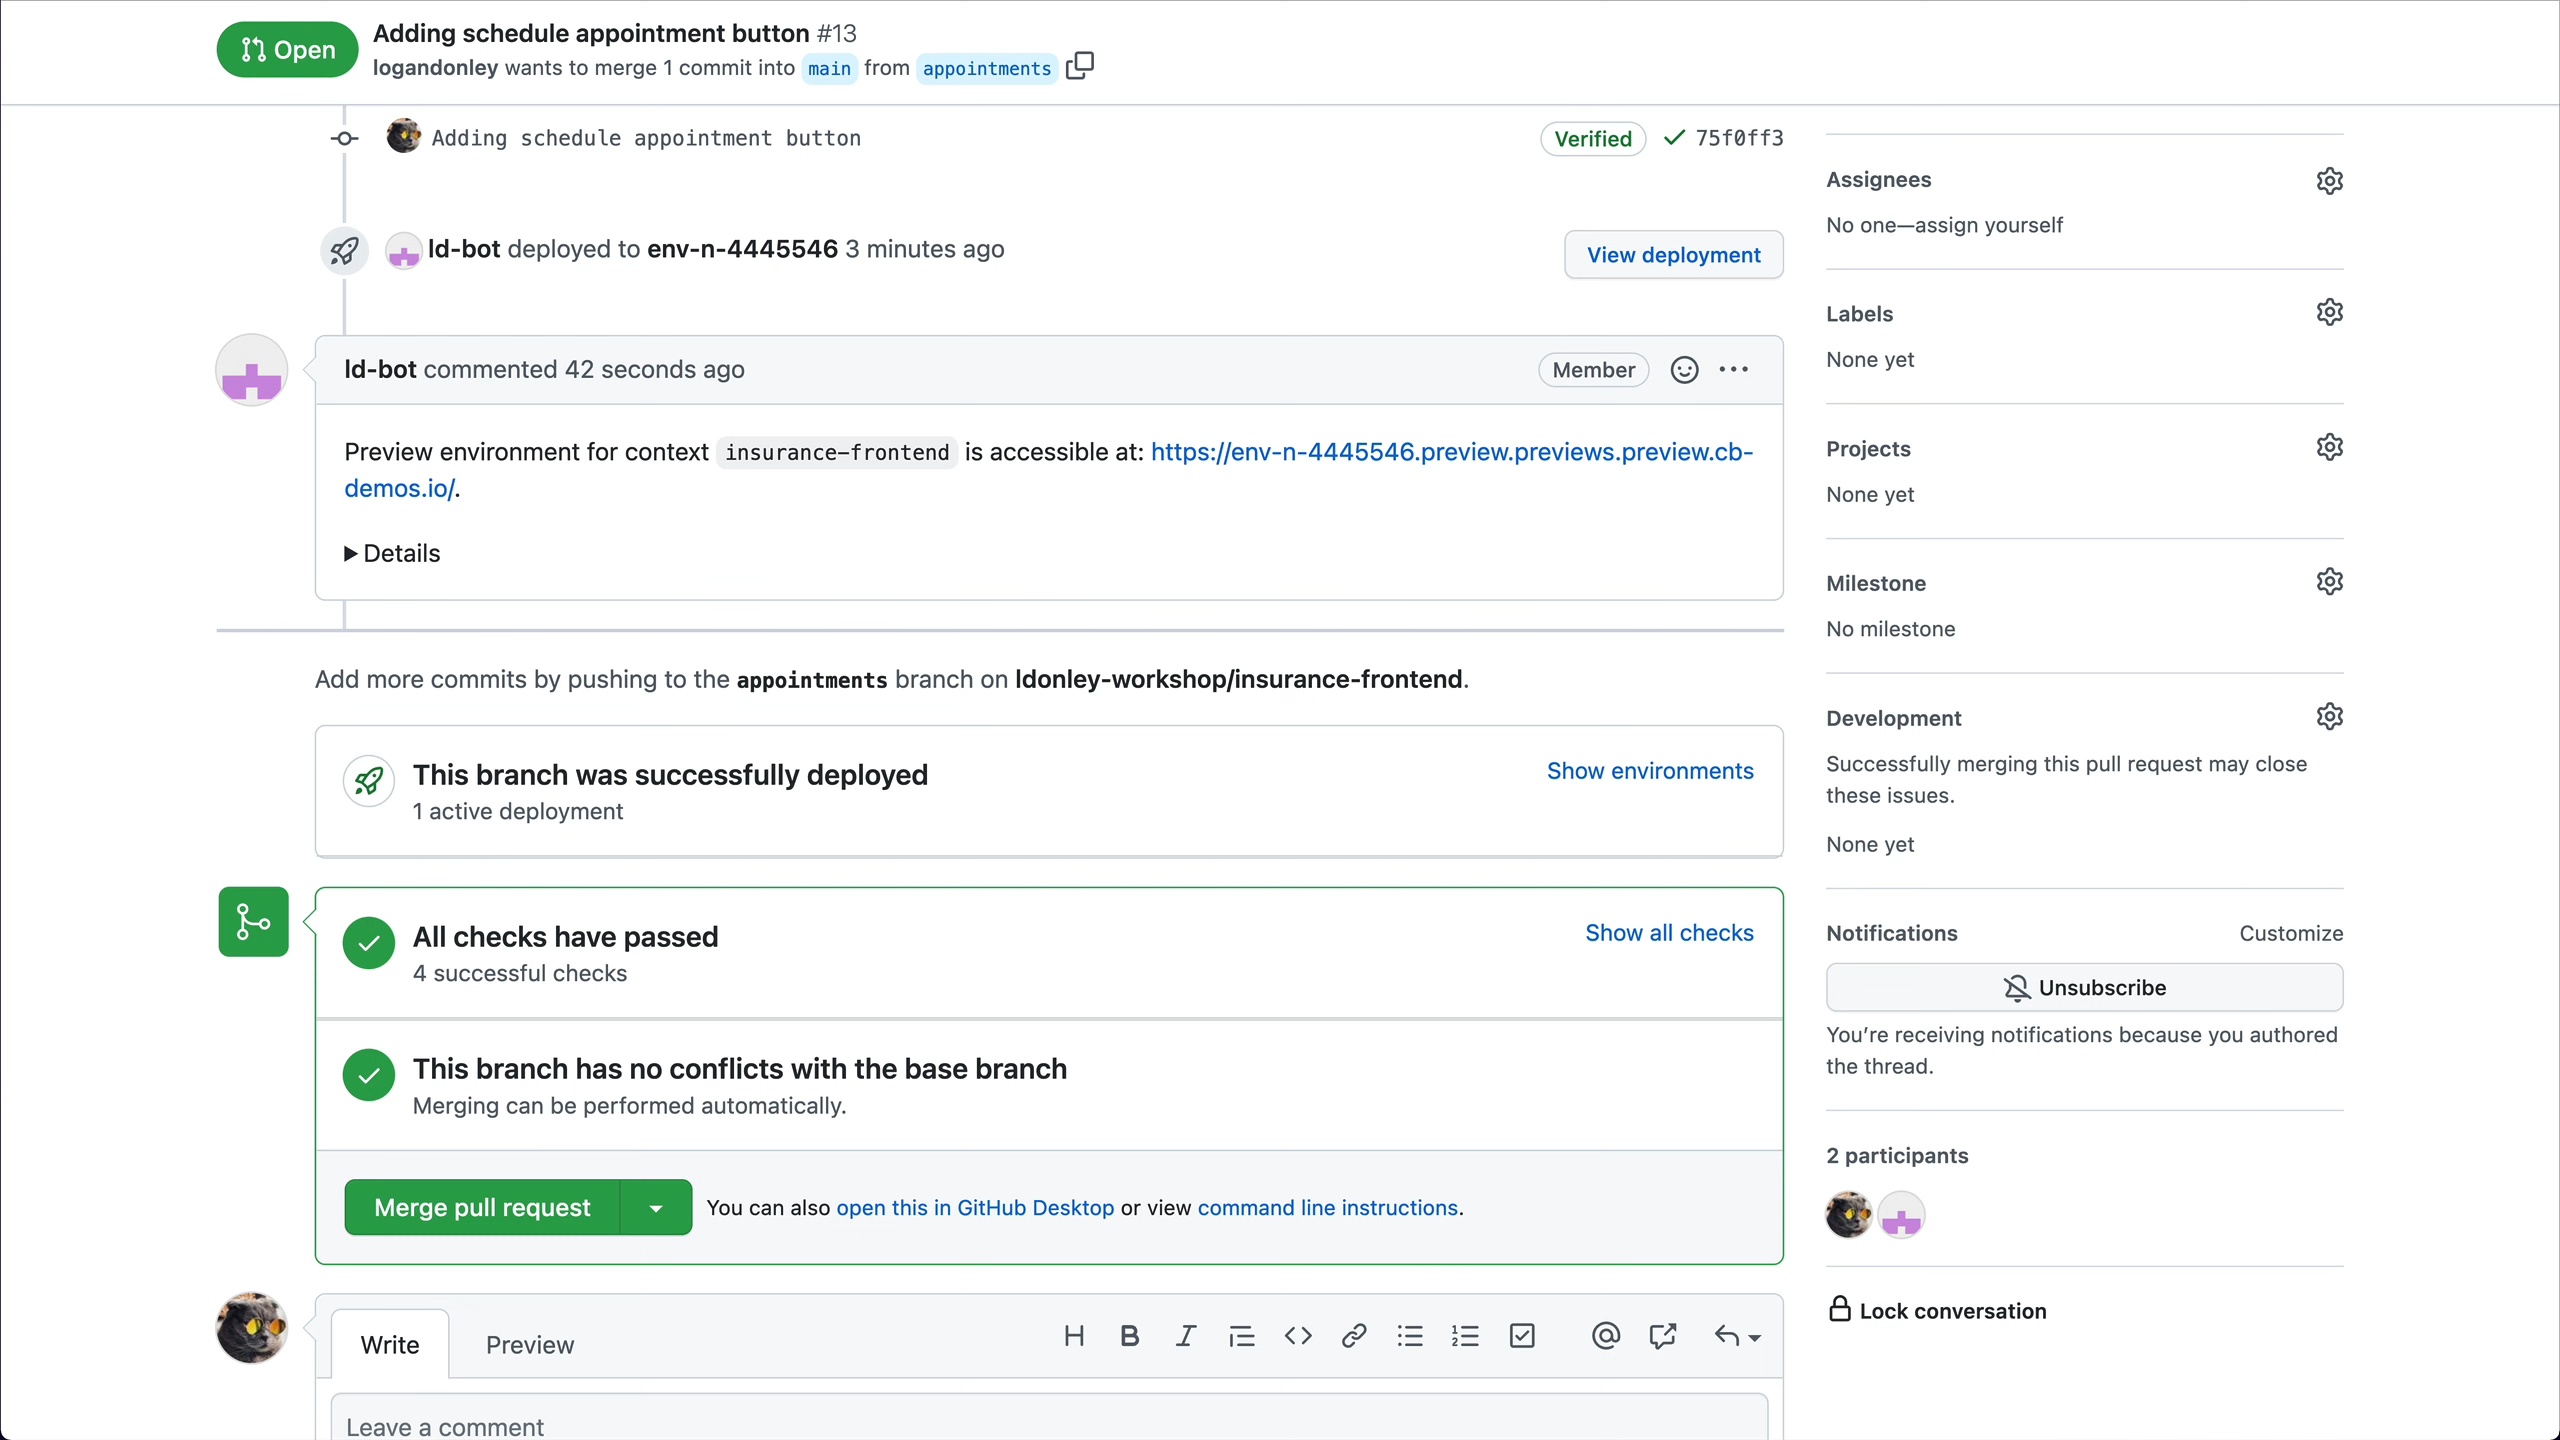 Open
Adding schedule appointment button #13
logandonley wants to merge 1 commit into main from appointments
Adding schedule appointment button
Verified
75f0ff3
ld-bot deployed to env-n-4445546 3 minutes ago
View deployment
ld-bot commented 42 seconds ago
Member
Preview environment for context insurance-frontend is accessible at: https://env-n-4445546.preview.previews.preview.cb-
demos.io/.
Details
Add more commits by pushing to the appointments branch on ldonley-workshop/insurance-frontend.
This branch was successfully deployed
1 active deployment
Show environments
All checks have passed
4 successful checks
Show all checks
This branch has no conflicts with the base branch
Merging can be performed automatically.
Merge pull request
You can also open this in GitHub Desktop or view command line instructions.
Write
Preview
Leave a comment
Assignees
No one—assign yourself
Labels
None yet
Projects
None yet
Milestone
No milestone
Development
Successfully merging this pull request may close
these issues.
None yet
Notifications
Customize
Unsubscribe
You’re receiving notifications because you authored
the thread.
2 participants
Lock conversation